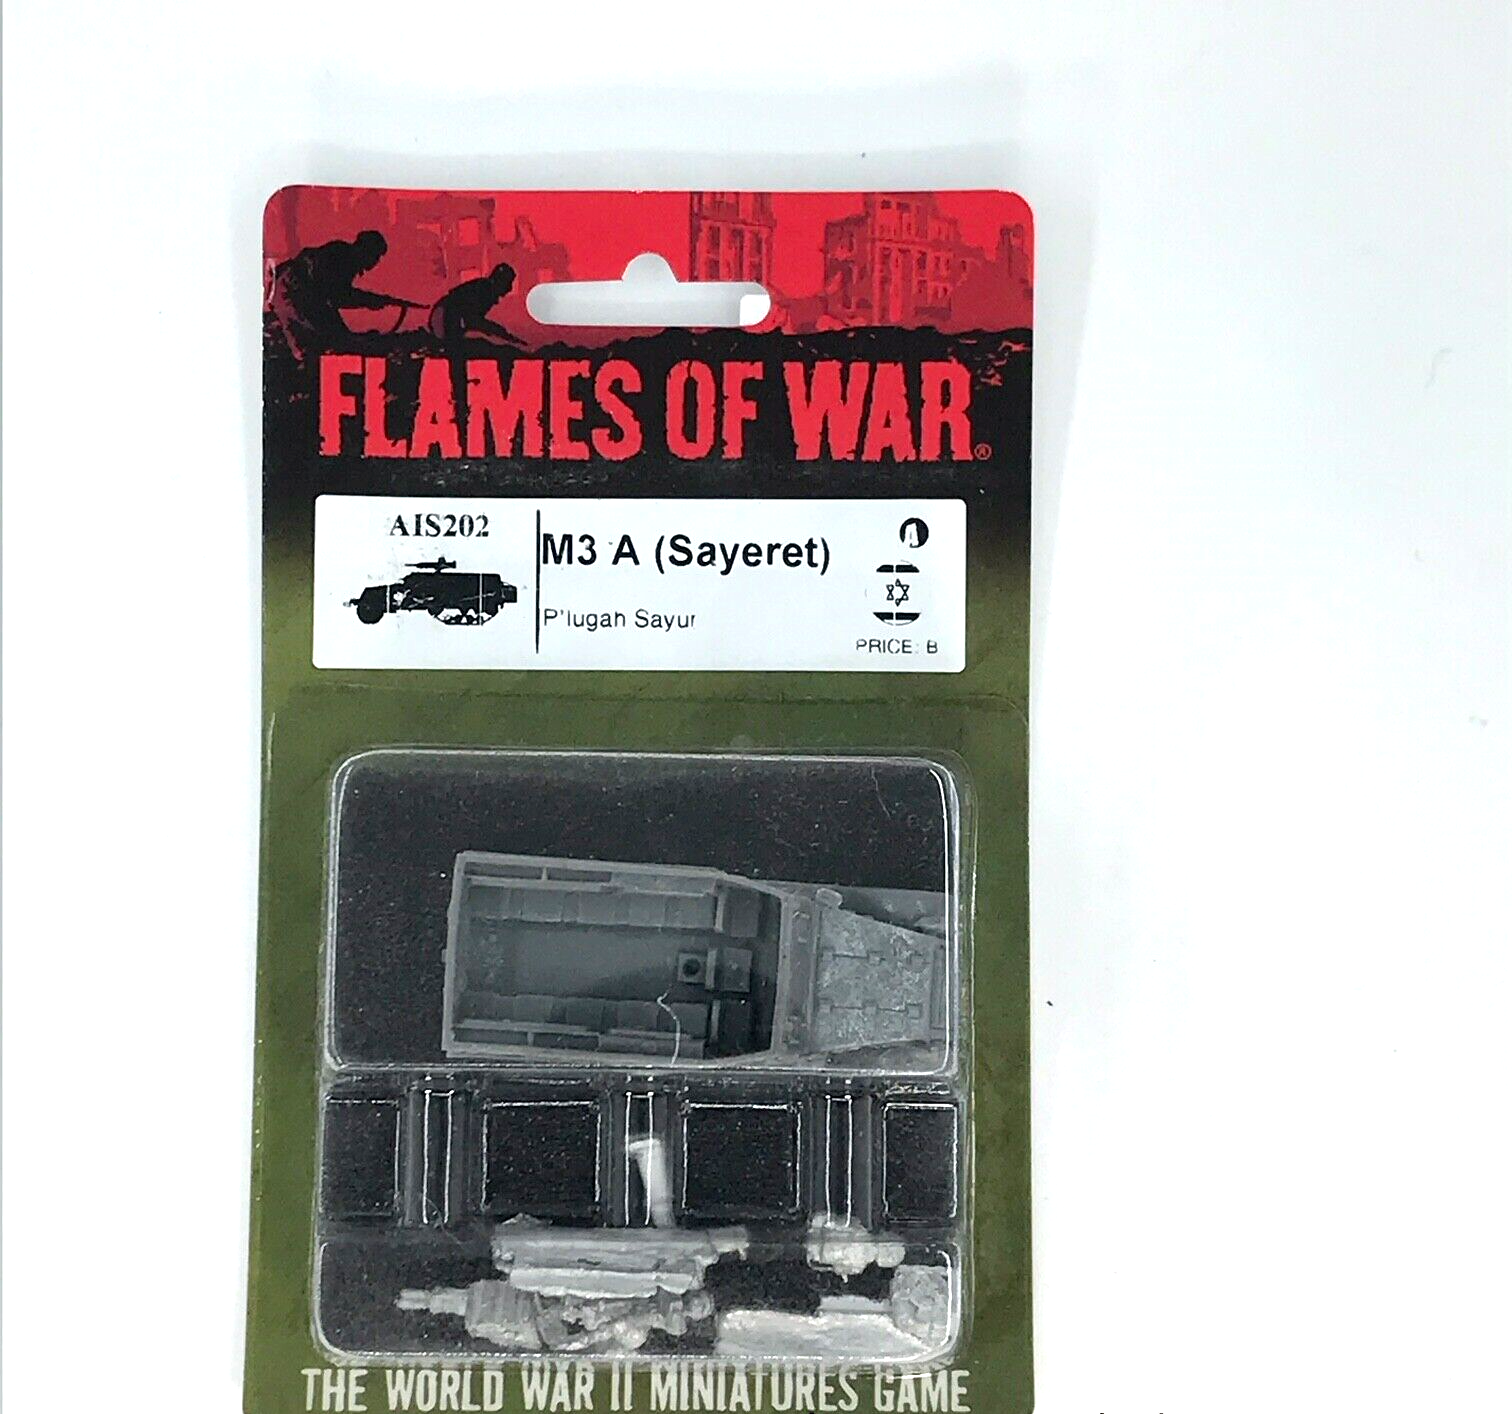 FLAMES OF WAR®
AIS202
M3 A (Sayeret)
P'lugah Sayur
PRICE: B
THE WORLD WAR II MINIATURES GAME